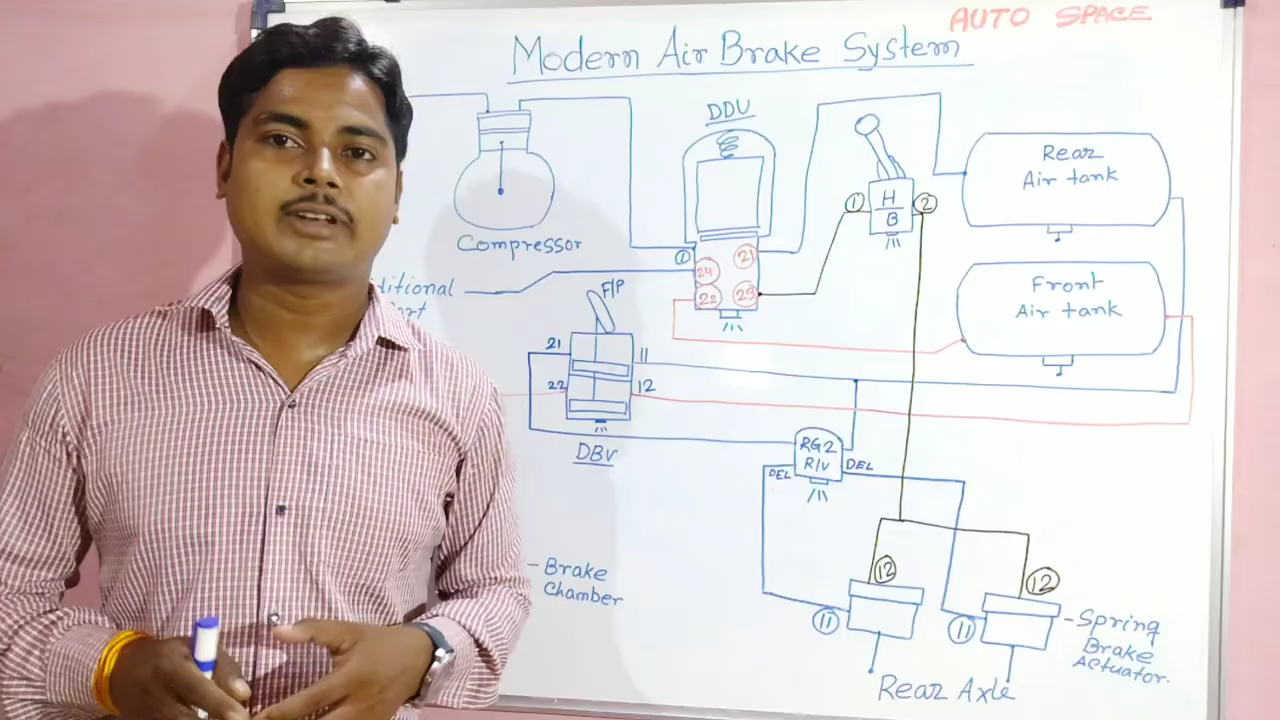 AUTO SPACE
Modern Air Brake System
DDU
Rear
Air tank
H
B
1
2
Compressor
1
21
24
22
23
Front
Air tank
F/P
21
11
22
12
DBV
RG2
R/V
DEL
DEL
Brake
Chamber
12
12
11
11
Spring
Brake
Actuator.
Rear Axle